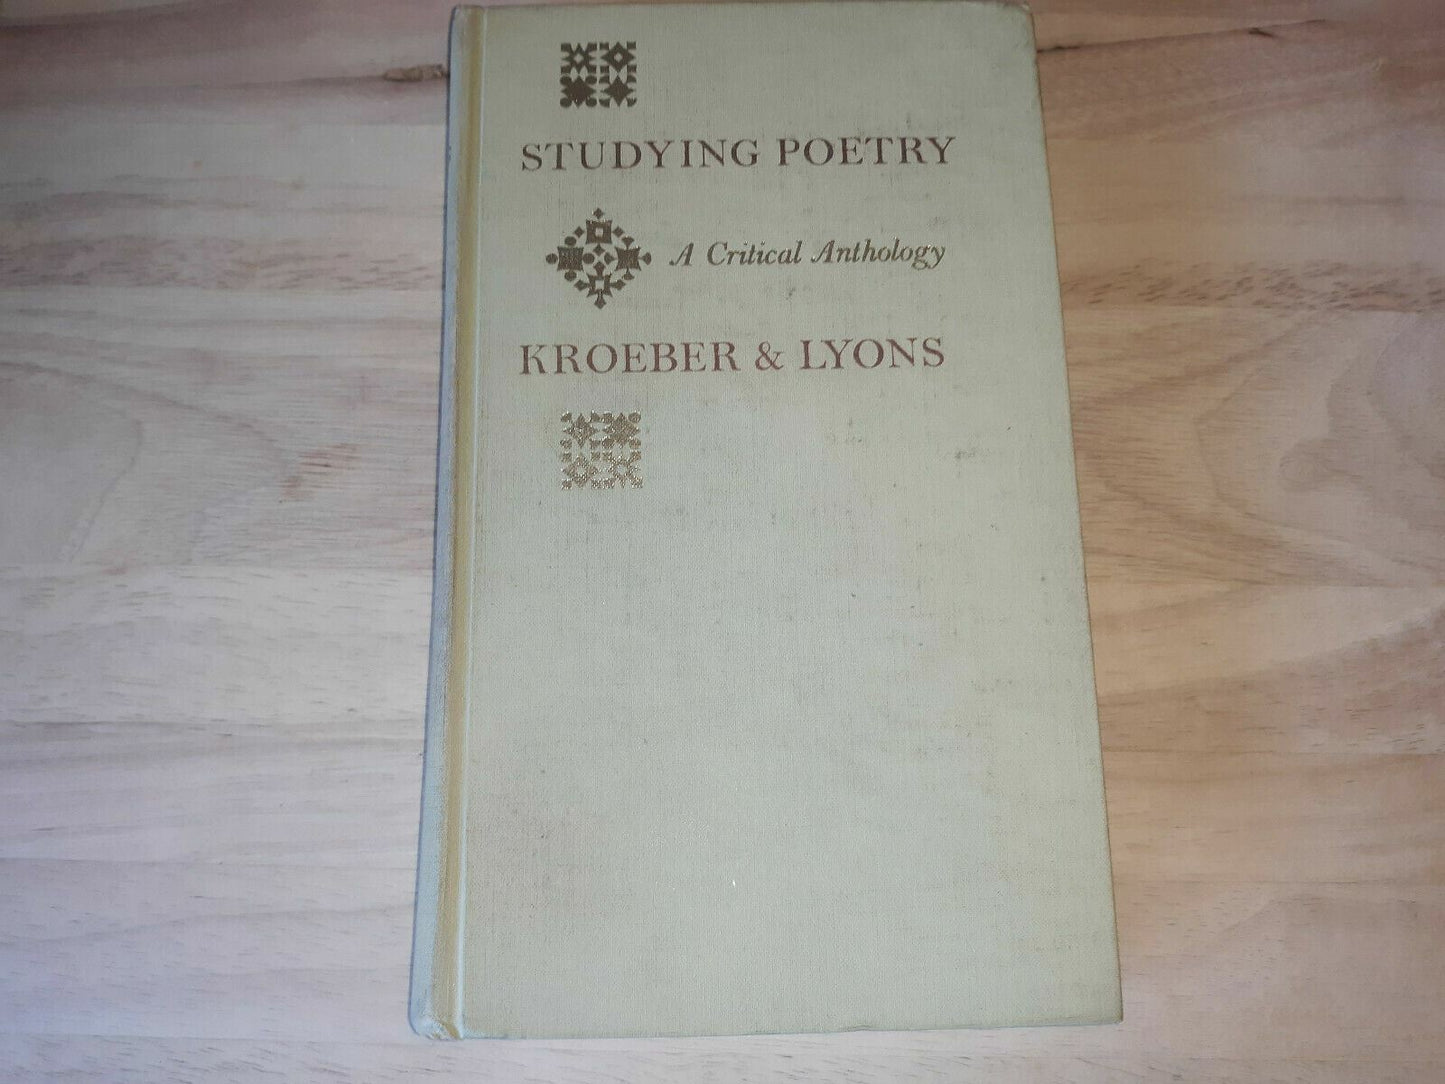 STUDYING POETRY
A Critical Anthology
KROEBER & LYONS